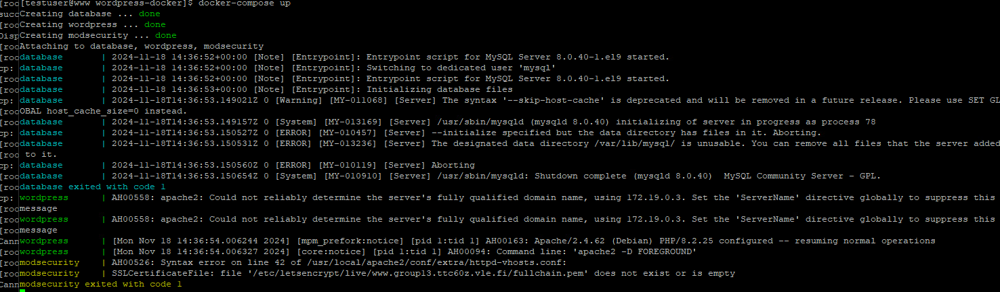 [roo[testuser@www wordpress-docker]$ docker-compose up
succCreating database ... done
[rooCreating wordpress ... done
DispCreating modsecurity ... done
[rooAttaching to database, wordpress, modsecurity
[roodatabase       | 2024-11-18 14:36:52+00:00 [Note] [Entrypoint]: Entrypoint script for MySQL Server 8.0.40-1.el9 started.
cp: database       | 2024-11-18 14:36:52+00:00 [Note] [Entrypoint]: Switching to dedicated user 'mysql'
[roodatabase       | 2024-11-18 14:36:52+00:00 [Note] [Entrypoint]: Entrypoint script for MySQL Server 8.0.40-1.el9 started.
[roodatabase       | 2024-11-18 14:36:53+00:00 [Note] [Entrypoint]: Initializing database files
cp: database       | 2024-11-18T14:36:53.149021Z 0 [Warning] [MY-011068] [Server] The syntax '--skip-host-cache' is deprecated and will be removed in a future release. Please use SET GL
[rooOBAL host_cache_size=0 instead.
[roodatabase       | 2024-11-18T14:36:53.149157Z 0 [System] [MY-013169] [Server] /usr/sbin/mysqld (mysqld 8.0.40) initializing of server in progress as process 78
cp: database       | 2024-11-18T14:36:53.150527Z 0 [ERROR] [MY-010457] [Server] --initialize specified but the data directory has files in it. Aborting.
[roodatabase       | 2024-11-18T14:36:53.150531Z 0 [ERROR] [MY-013236] [Server] The designated data directory /var/lib/mysql/ is unusable. You can remove all files that the server added
[roo to it.
cp: database       | 2024-11-18T14:36:53.150560Z 0 [ERROR] [MY-010119] [Server] Aborting
[roodatabase       | 2024-11-18T14:36:53.150654Z 0 [System] [MY-010910] [Server] /usr/sbin/mysqld: Shutdown complete (mysqld 8.0.40)  MySQL Community Server - GPL.
[roodatabase exited with code 1
cp: wordpress      | AH00558: apache2: Could not reliably determine the server's fully qualified domain name, using 172.19.0.3. Set the 'ServerName' directive globally to suppress this
[roomessage
[roowordpress      | AH00558: apache2: Could not reliably determine the server's fully qualified domain name, using 172.19.0.3. Set the 'ServerName' directive globally to suppress this
[roomessage
Cannwordpress      | [Mon Nov 18 14:36:54.006244 2024] [mpm_prefork:notice] [pid 1:tid 1] AH00163: Apache/2.4.62 (Debian) PHP/8.2.25 configured -- resuming normal operations
[roowordpress      | [Mon Nov 18 14:36:54.006327 2024] [core:notice] [pid 1:tid 1] AH00094: Command line: 'apache2 -D FOREGROUND'
[roomodsecurity    | AH00526: Syntax error on line 42 of /usr/local/apache2/conf/extra/httpd-vhosts.conf:
[roomodsecurity    | SSLCertificateFile: file '/etc/letsencrypt/live/www.group13.ttc60z.vle.fi/fullchain.pem' does not exist or is empty
Cannmodsecurity exited with code 1